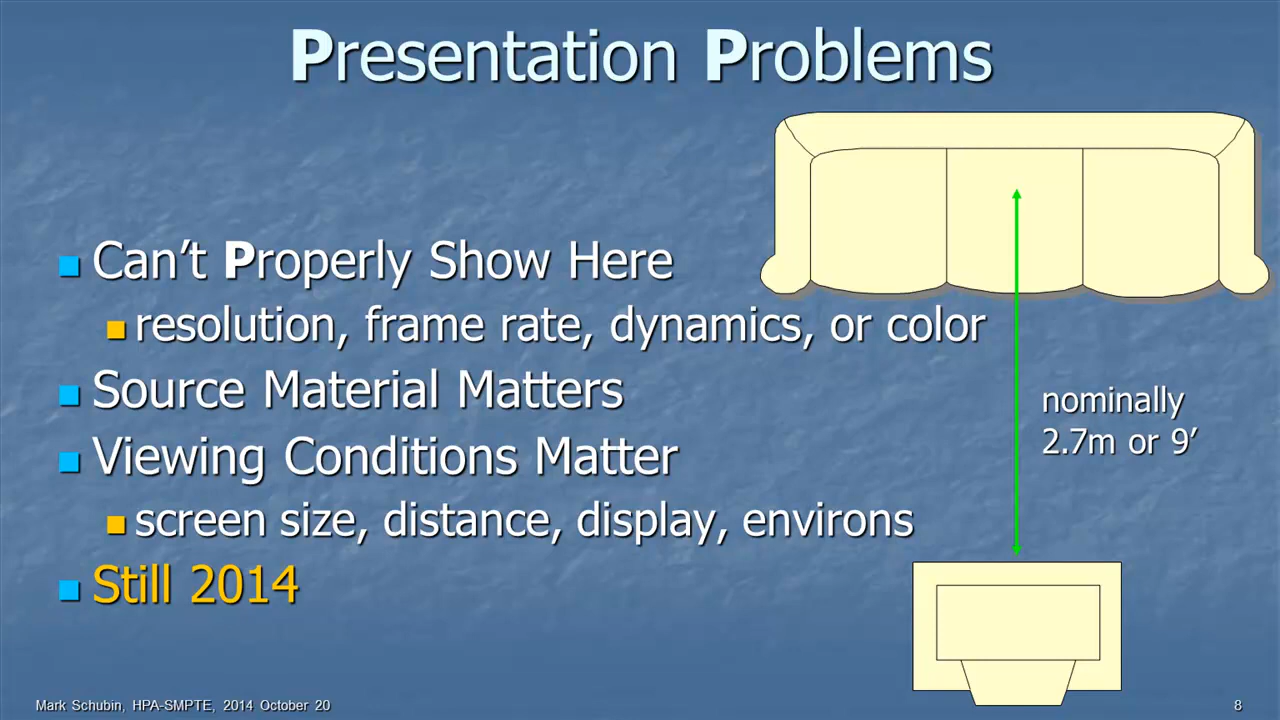 Presentation Problems
Can’t Properly Show Here
resolution, frame rate, dynamics, or color
Source Material Matters
Viewing Conditions Matter
screen size, distance, display, environs
Still 2014
nominally
2.7m or 9’
Mark Schubin, HPA-SMPTE, 2014 October 20
8